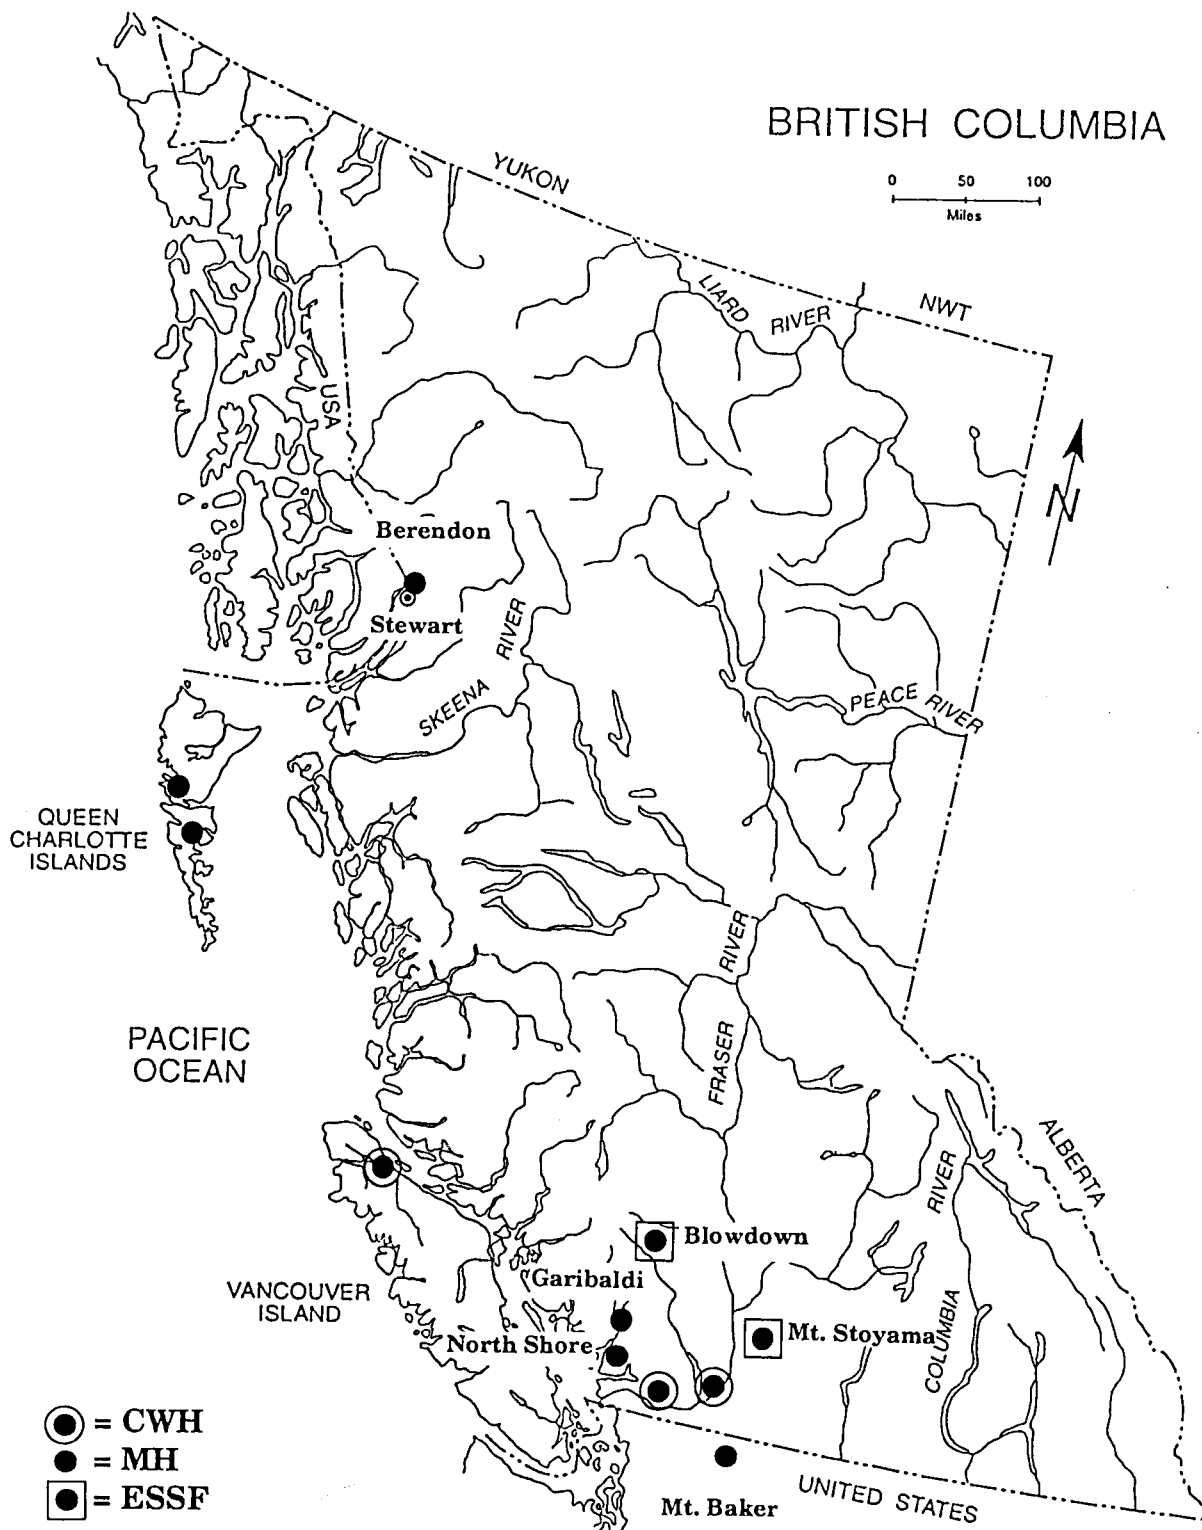 BRITISH COLUMBIA
0 50 100
Miles
YUKON
NWT
LIARD
RIVER
USA
N
Berendon
Stewart
SKEENA
RIVER
PEACE RIVER
QUEEN
CHARLOTTE
ISLANDS
FRASER
RIVER
PACIFIC
OCEAN
ALBERTA
COLUMBIA
RIVER
Blowdown
Garibaldi
VANCOUVER
ISLAND
North Shore
Mt. Stoyama
= CWH
= MH
= ESSF
Mt. Baker
UNITED STATES